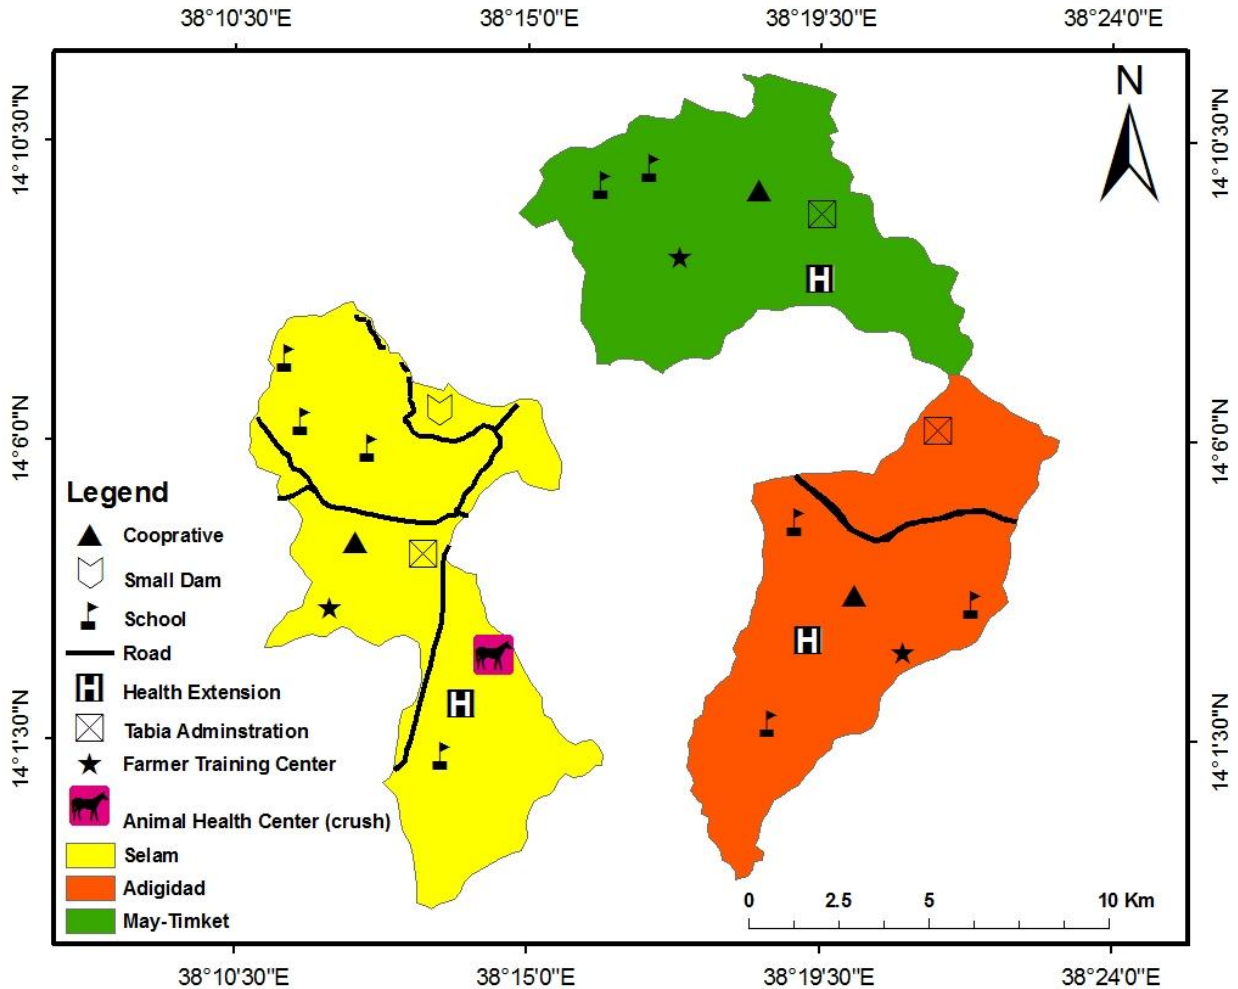 38°10'30"E 38°15'0"E 38°19'30"E 38°24'0"E
N
14°10'30"N 14°10'30"N
H
14°6'0"N 14°6'0"N
Legend
Cooprative
Small Dam
School
Road
H Health Extension
Tabia Adminstration
Farmer Training Center
Animal Health Center (crush)
Selam
Adigidad
May-Timket
H
H
14°1'30"N 14°1'30"N
0 2.5 5 10 Km
38°10'30"E 38°15'0"E 38°19'30"E 38°24'0"E